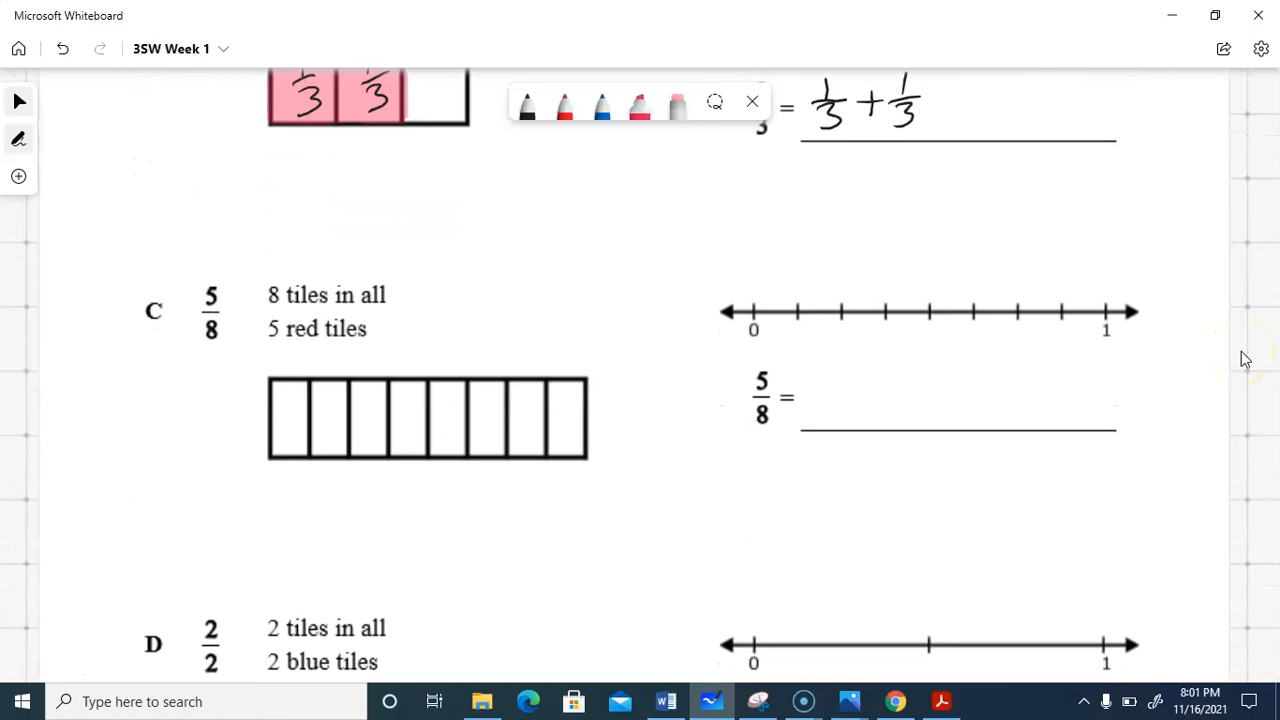 Microsoft Whiteboard
3SW Week 1
1/3 1/3
3 = 1/3 + 1/3
C 5/8 8 tiles in all
5 red tiles
0 1
5/8 =
D 2/2 2 tiles in all
2 blue tiles
0 1
Type here to search
8:01 PM
11/16/2021